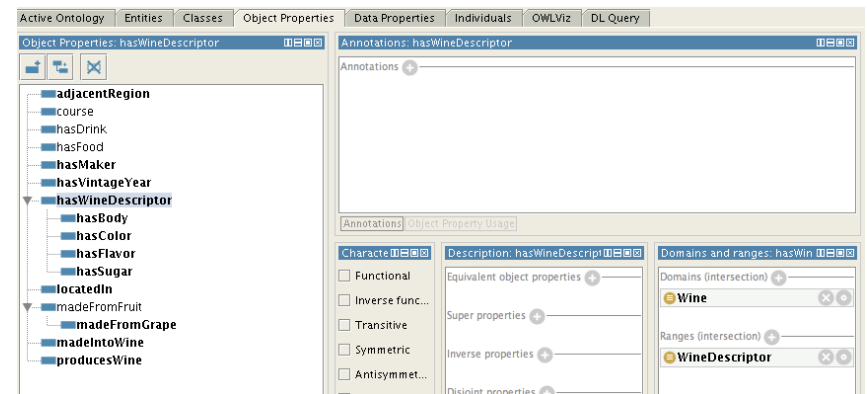 Active Ontology Entities Classes Object Properties Data Properties Individuals OWLViz DL Query
Object Properties: hasWineDescriptor
adjacentRegion
course
hasDrink
hasFood
hasMaker
hasVintageYear
hasWineDescriptor
hasBody
hasColor
hasFlavor
hasSugar
locatedIn
madeFromFruit
madeFromGrape
madeIntoWine
producesWine
Annotations: hasWineDescriptor
Annotations
Annotations Object Property Usage
Characte
Functional
Inverse func...
Transitive
Symmetric
Antisymmet...
Description: hasWineDescript
Equivalent object properties
Super properties
Inverse properties
Disjoint properties
Domains and ranges: hasWin
Domains (intersection)
Wine
Ranges (intersection)
WineDescriptor